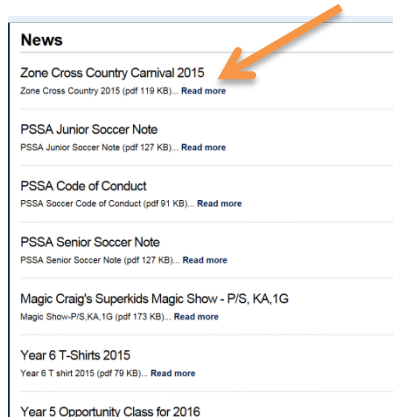 News
Zone Cross Country Carnival 2015
Zone Cross Country 2015 (pdf 119 KB)... Read more
PSSA Junior Soccer Note
PSSA Junior Soccer Note (pdf 127 KB)... Read more
PSSA Code of Conduct
PSSA Soccer Code of Conduct (pdf 91 KB)... Read more
PSSA Senior Soccer Note
PSSA Senior Soccer Note (pdf 127 KB)... Read more
Magic Craig's Superkids Magic Show - P/S, KA,1G
Magic Show-P/S,KA,1G (pdf 173 KB)... Read more
Year 6 T-Shirts 2015
Year 6 T shirt 2015 (pdf 79 KB)... Read more
Year 5 Opportunity Class for 2016